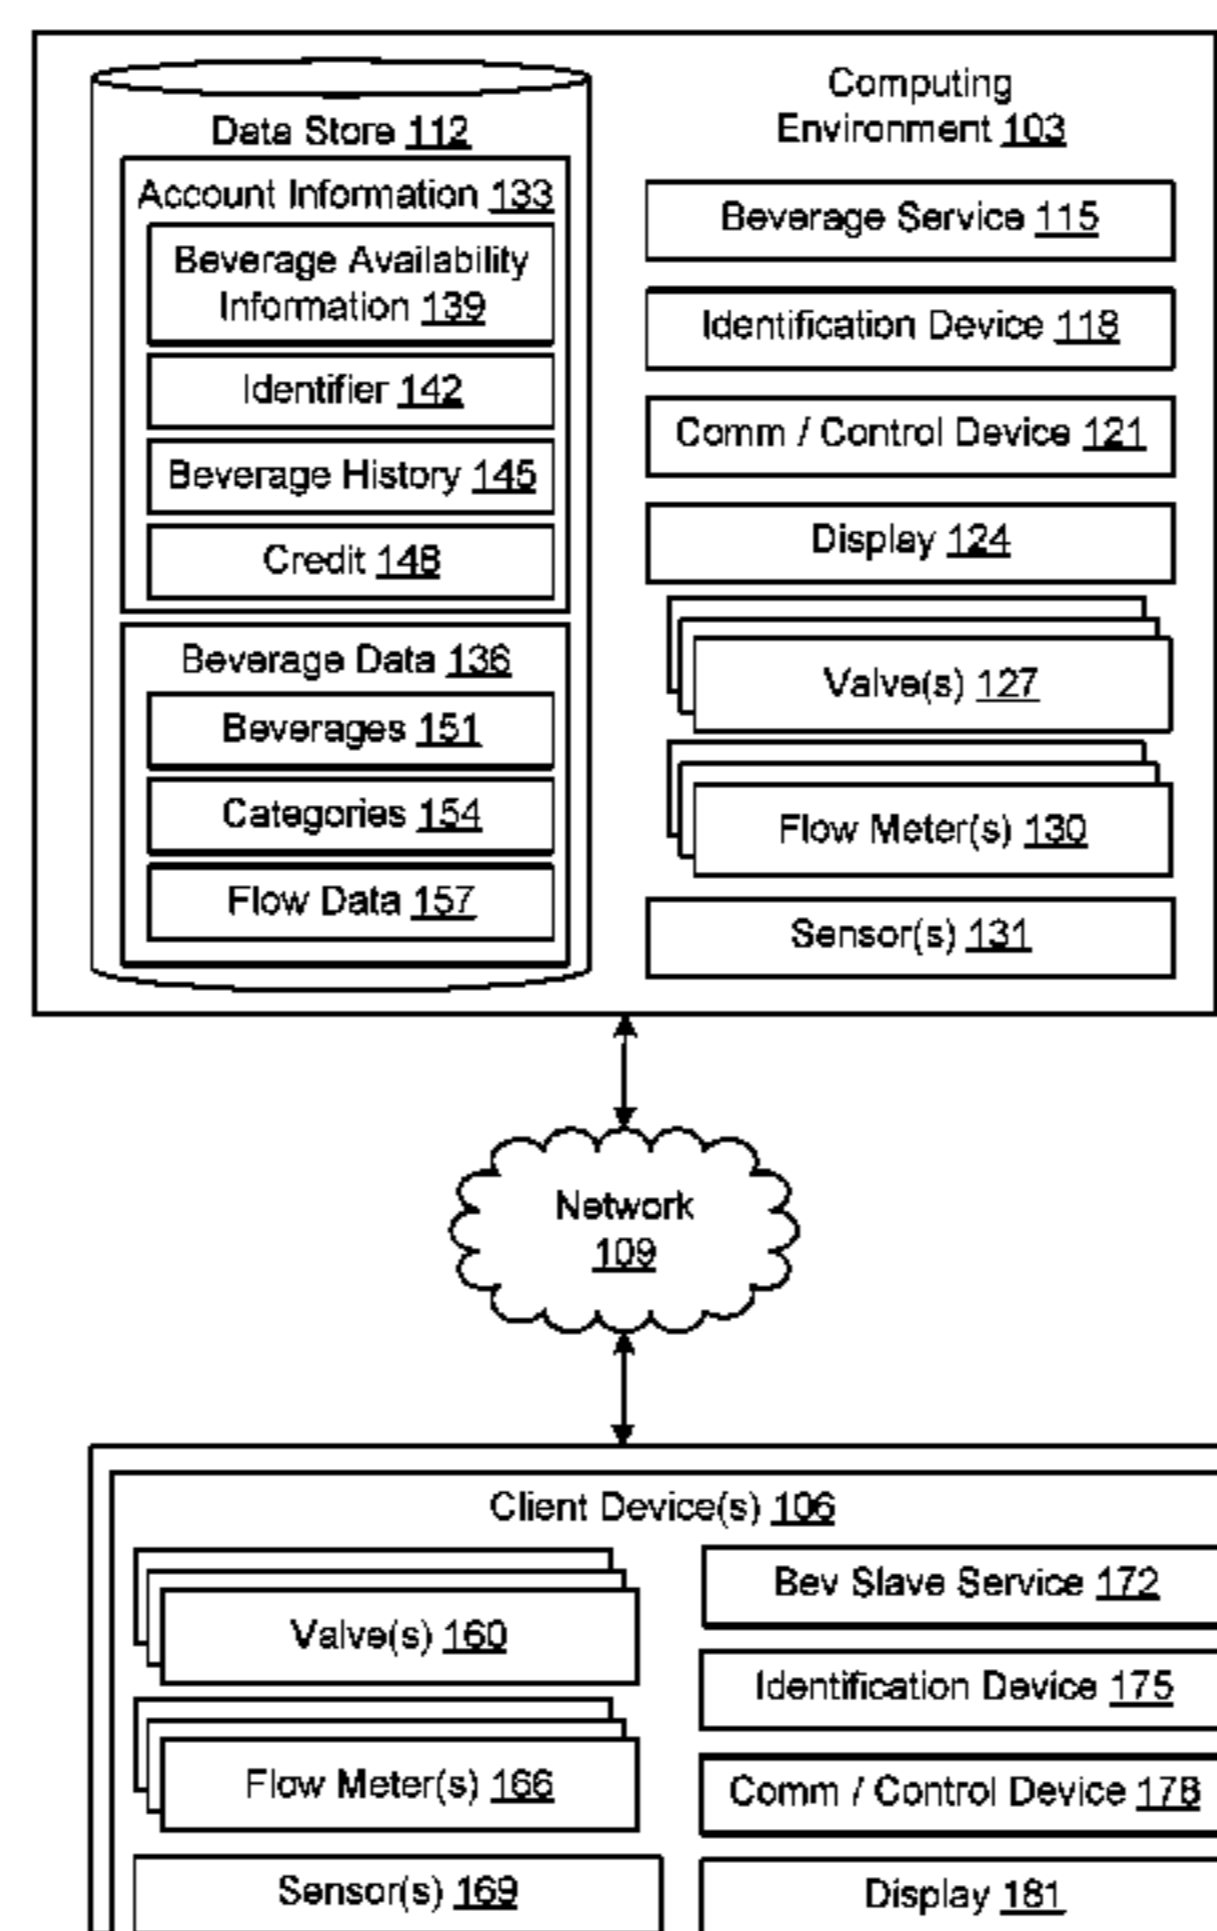 Data Store 112
Account Information 133
Beverage Availability
Information 139
Identifier 142
Beverage History 145
Credit 148
Beverage Data 136
Beverages 151
Categories 154
Flow Data 157
Computing
Environment 103
Beverage Service 115
Identification Device 118
Comm / Control Device 121
Display 124
Valve(s) 127
Flow Meter(s) 130
Sensor(s) 131
Network
109
Client Device(s) 106
Valve(s) 160
Flow Meter(s) 166
Sensor(s) 169
Bev Slave Service 172
Identification Device 175
Comm / Control Device 178
Display 181